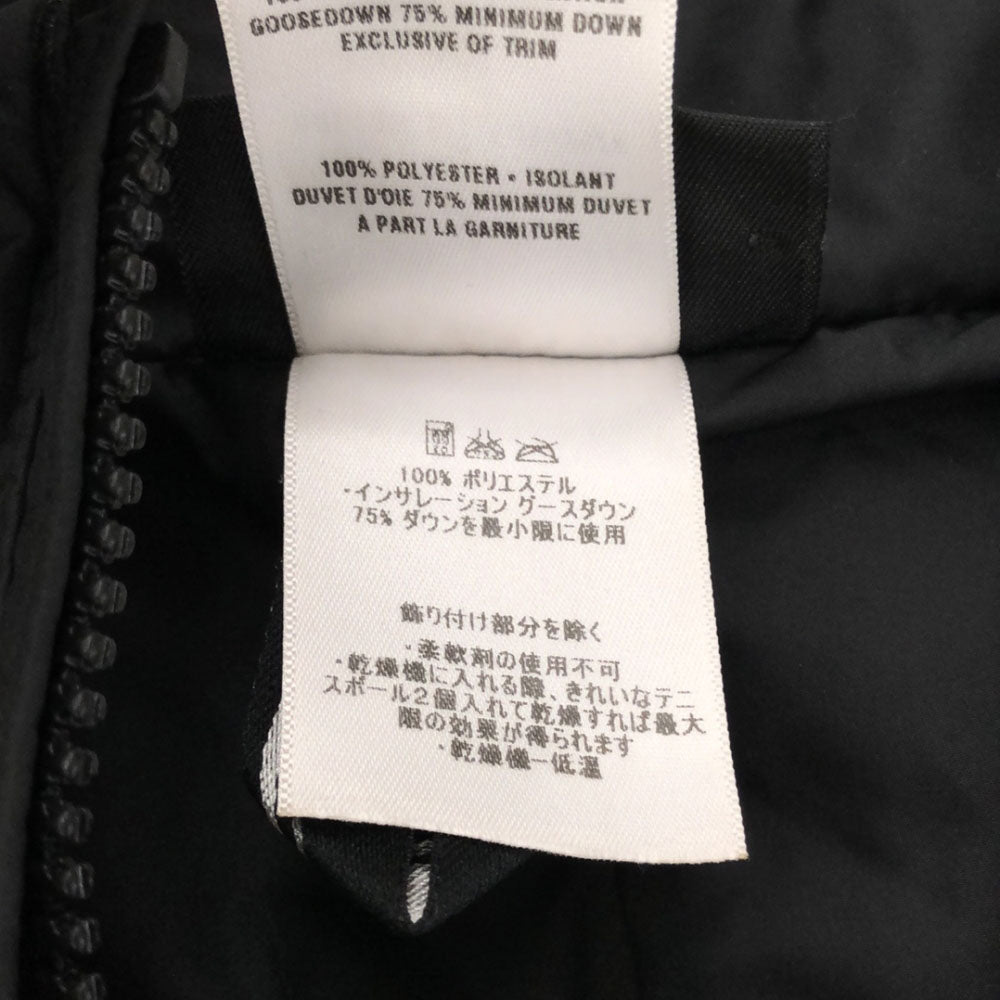 GOOSEDOWN 75% MINIMUM DOWN
EXCLUSIVE OF TRIM
100% POLYESTER • ISOLANT
DUVET D'OIE 75% MINIMUM DUVET
A PART LA GARNITURE
100% ポリエステル
・インサレーション グースダウン
75% ダウンを最小限に使用
飾り付け部分を除く
・柔軟剤の使用不可
・乾燥機に入れる際、きれいなテニ
スボール2個入れて乾燥すれば最大
限の効果が得られます
・乾燥機ー低温